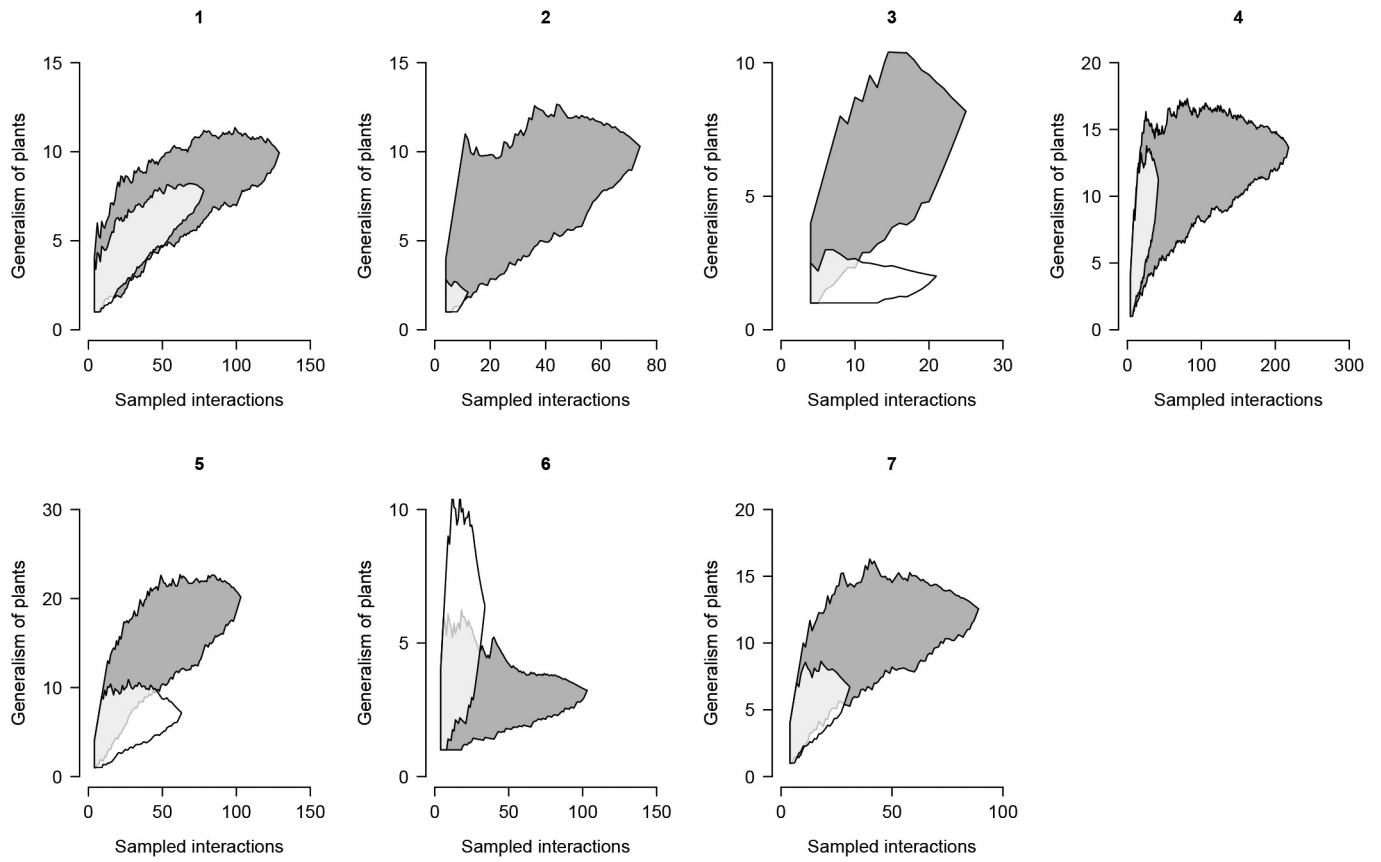 1 2 3 4
15 15 10 20
10 10 5 15
5 5 0 10
0 0 5
0
Generalism of plants Generalism of plants Generalism of plants Generalism of plants
0 50 100 150 0 20 40 60 80 0 10 20 30 0 100 200 300
Sampled interactions Sampled interactions Sampled interactions Sampled interactions
5 6 7
30 10 20
20 5 15
10 0 10
0 5
0
Generalism of plants Generalism of plants Generalism of plants
0 50 100 150 0 50 100 150 0 50 100
Sampled interactions Sampled interactions Sampled interactions